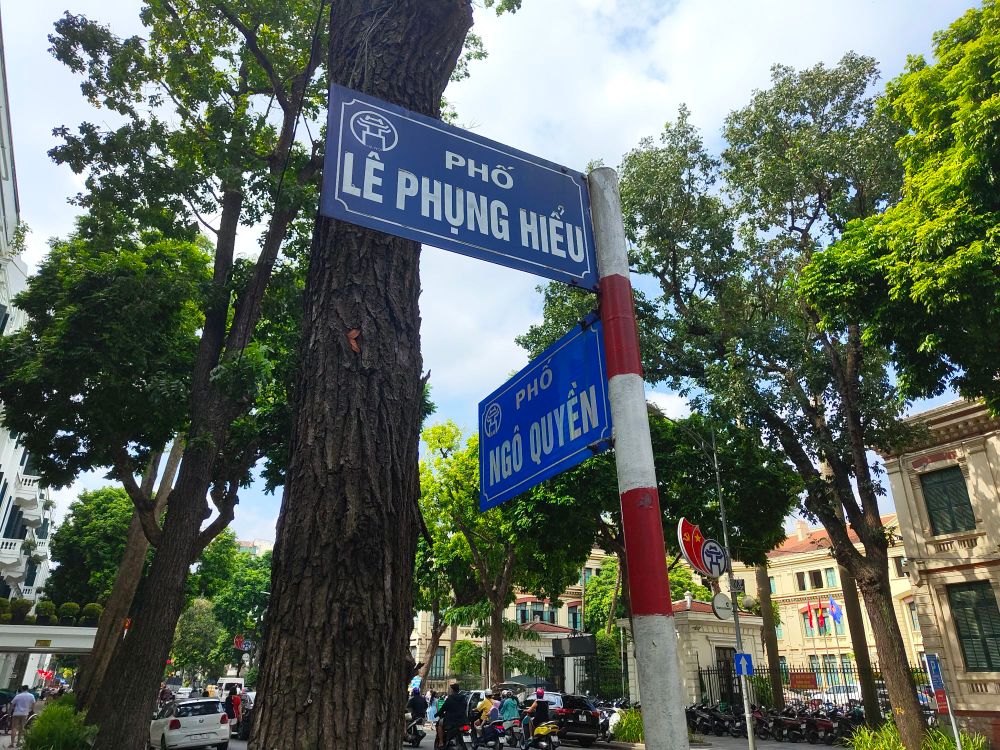 PHỐ
LÊ PHỤNG HIỂU
PHỐ
NGÔ QUYỀN